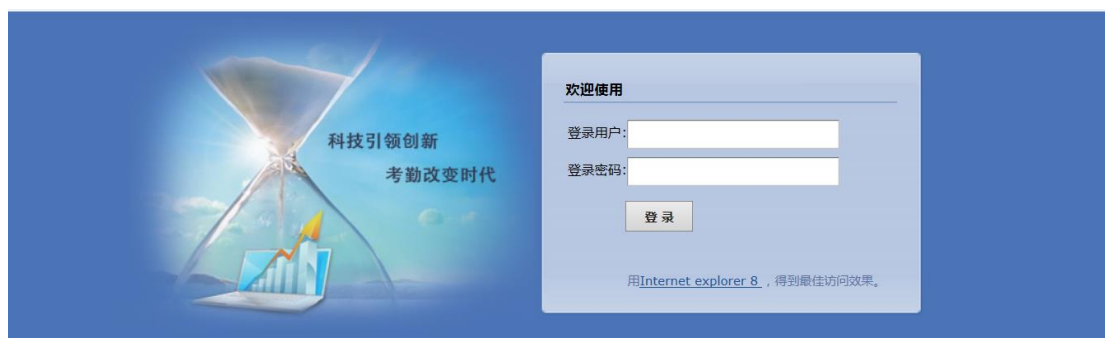 科技引领创新
考勤改变时代
欢迎使用
登录用户:
登录密码:
登 录
用Internet explorer 8 ，得到最佳访问效果。